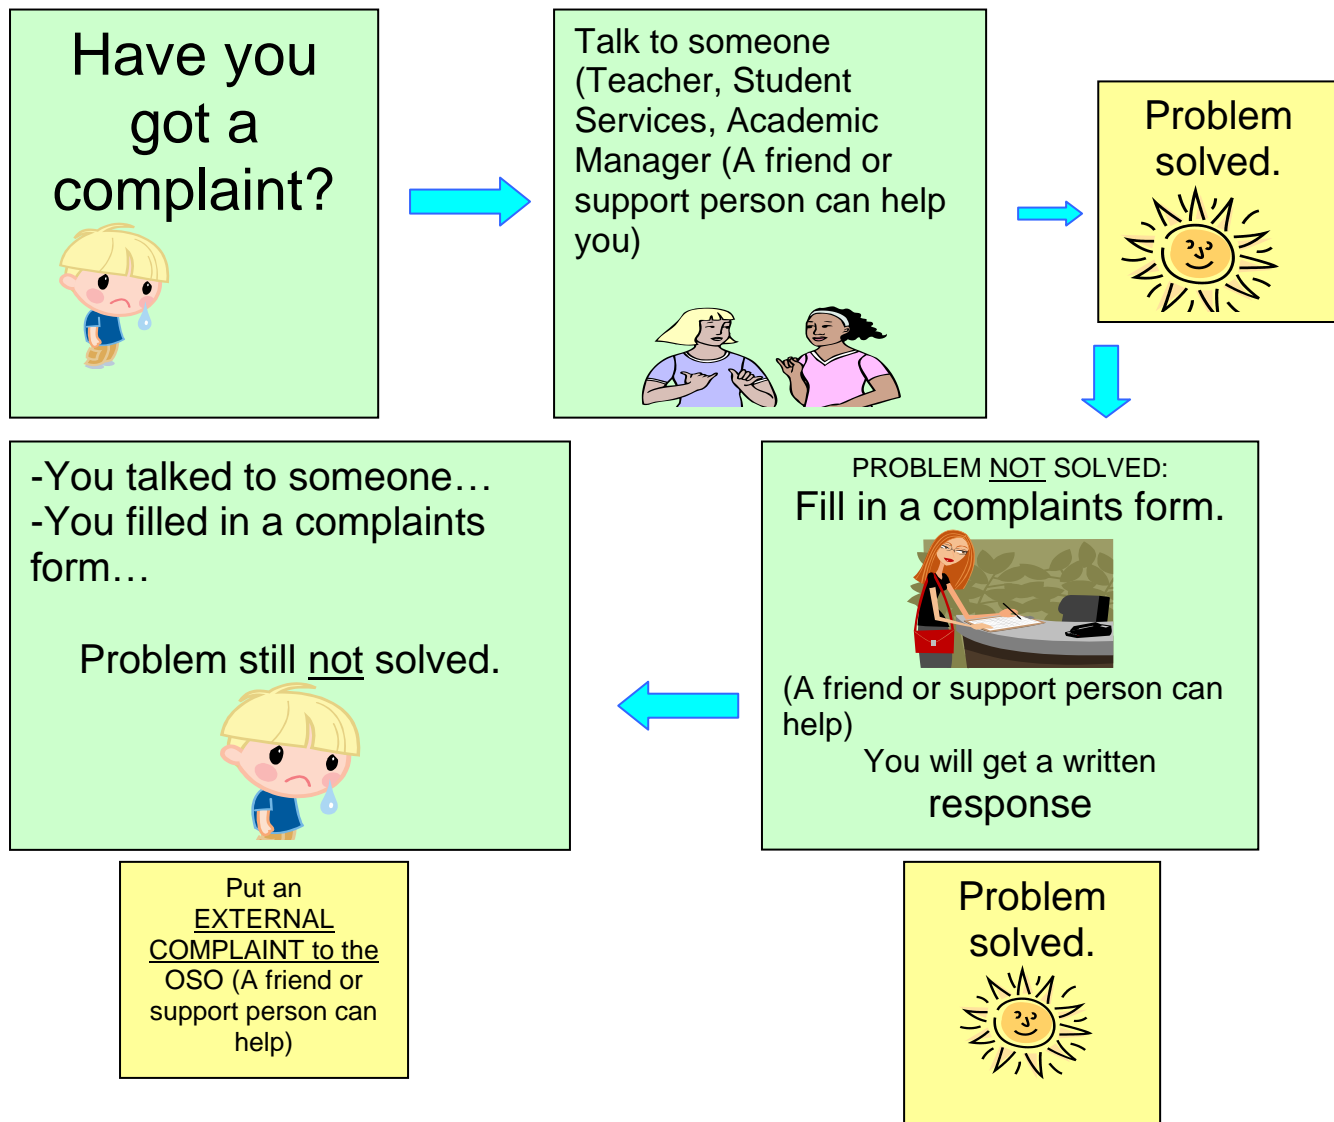 Have you
got a
complaint?
Talk to someone
(Teacher, Student
Services, Academic
Manager (A friend or
support person can help
you)
Problem
solved.
PROBLEM NOT SOLVED:
Fill in a complaints form.
(A friend or support person can
help)
You will get a written
response
Problem
solved.
-You talked to someone…
-You filled in a complaints
form…
Problem still not solved.
Put an
EXTERNAL
COMPLAINT to the
OSO (A friend or
support person can
help)